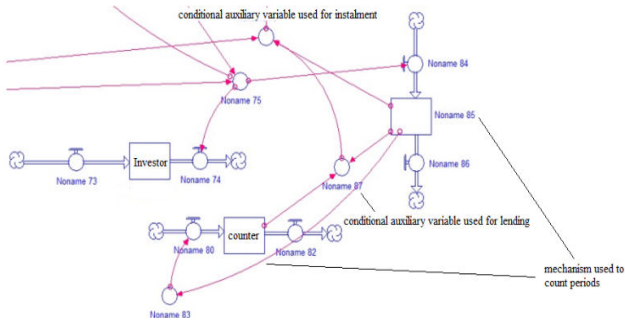 conditional auxiliary variable used for instalment
Noname 84
Noname 75
Noname 85
Investor
Noname 73
Noname 74
Noname 86
Noname 87
conditional auxiliary variable used for lending
counter
Noname 80
Noname 82
mechanism used to
count periods
Noname 83